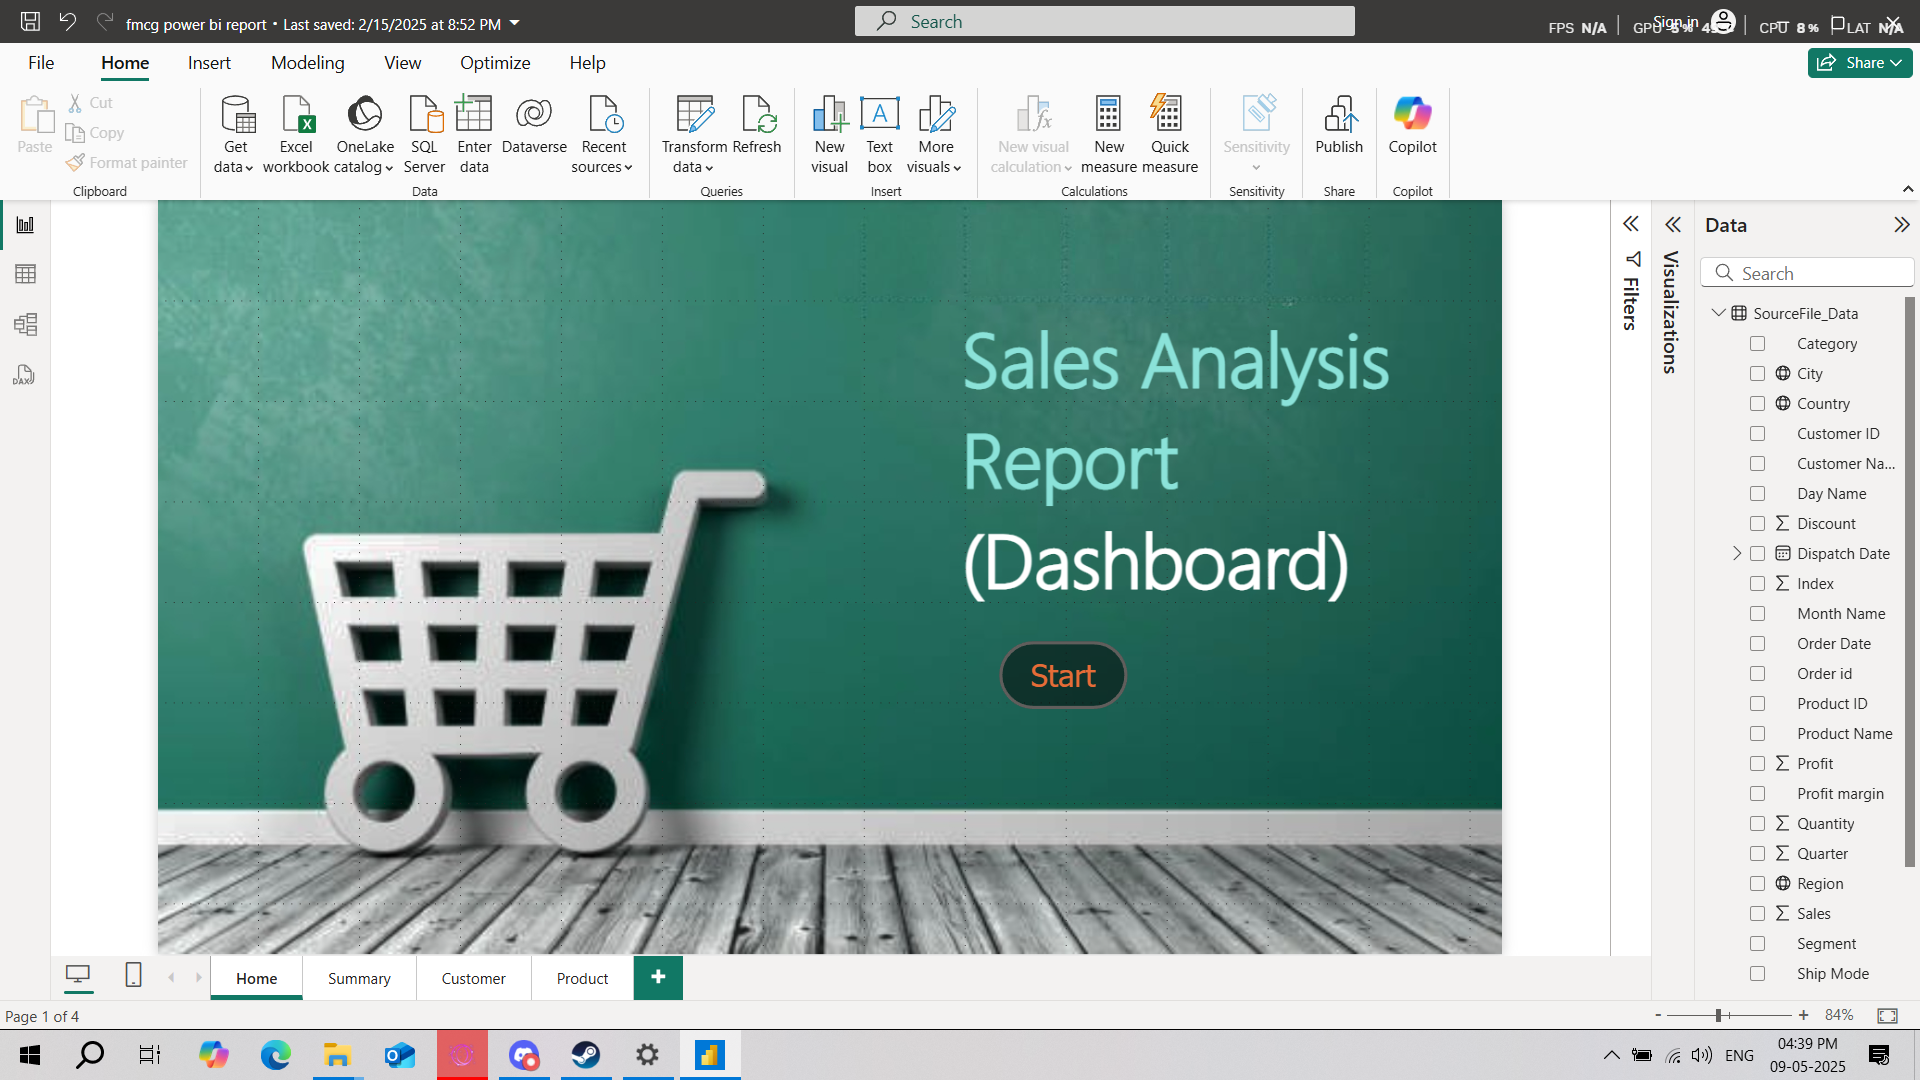 fmcg power bi report • Last saved: 2/15/2025 at 8:52 PM
Search
Sign in
FPS N/A
GPU 5 %
CPU 8 %
LAT N/A
File Home Insert Modeling View Optimize Help
Share
Paste
Cut
Copy
Format painter
Clipboard
Get data
Excel workbook
OneLake catalog
SQL Server
Enter data
Dataverse
Recent sources
Data
Transform data
Refresh
Queries
New visual
Text box
More visuals
Insert
New visual calculation
New measure
Quick measure
Calculations
Sensitivity
Sensitivity
Publish
Share
Copilot
Copilot
Sales Analysis
Report
(Dashboard)
Start
Filters
Visualizations
Data
Search
SourceFile_Data
Category
City
Country
Customer ID
Customer Na...
Day Name
Discount
Dispatch Date
Index
Month Name
Order Date
Order id
Product ID
Product Name
Profit
Profit margin
Quantity
Quarter
Region
Sales
Segment
Ship Mode
Home Summary Customer Product
Page 1 of 4
84%
ENG
04:39 PM
09-05-2025